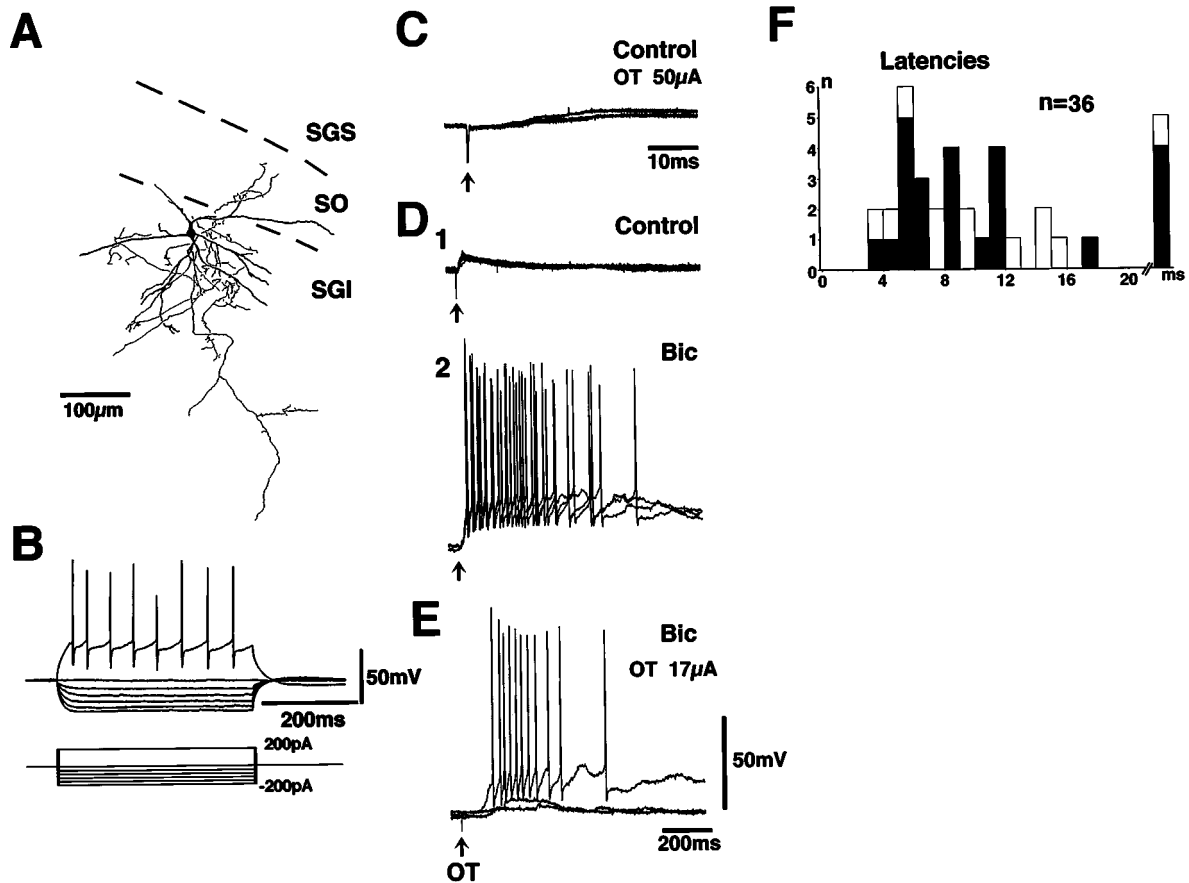 A
SGS
SO
SGI
100µm
B
50mV
200ms
200pA
-200pA
C
Control
OT 50µA
10ms
D
1
Control
2
Bic
E
Bic
OT 17µA
50mV
200ms
OT
F
Latencies
n
n=36
6
5
4
3
2
1
0
0 4 8 12 16 20 ms